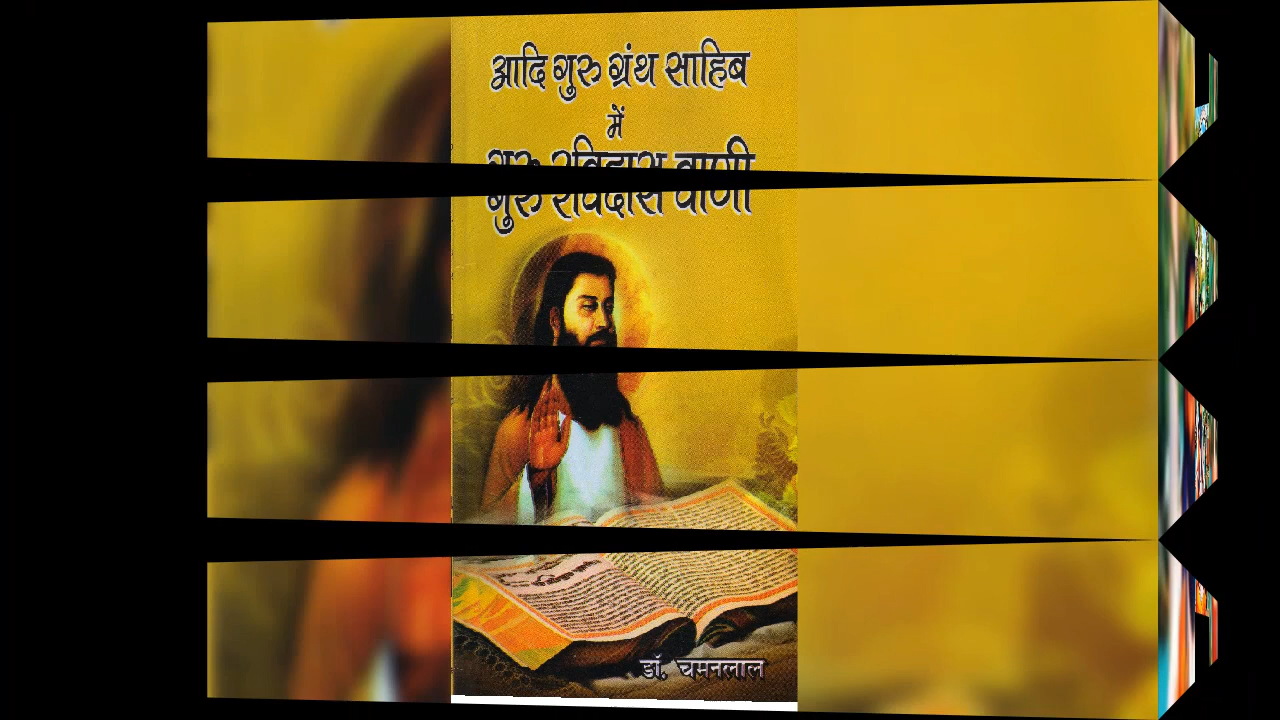 आदि गुरु ग्रंथ साहिब
में
गुरु रविदास वाणी
डॉ. चमनलाल